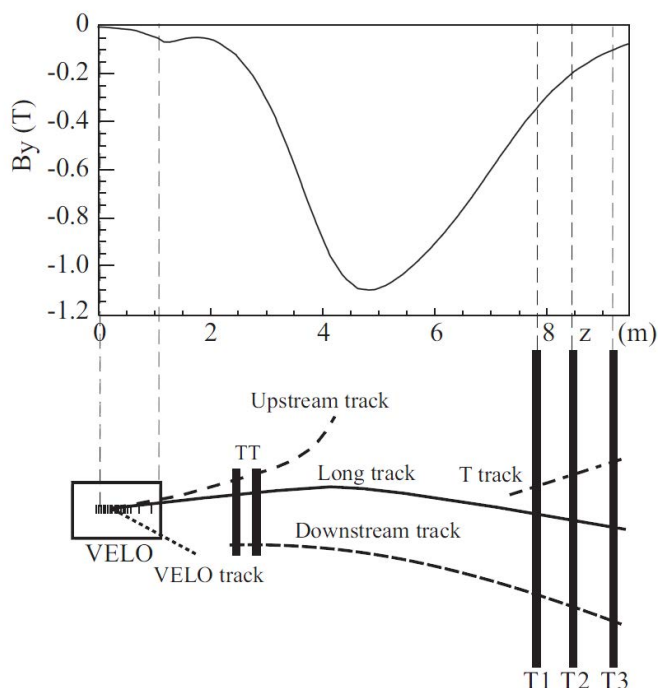 0
-0.2
-0.4
-0.6
-0.8
-1.0
-1.2
By (T)
0 2 4 6 8 z (m)
Upstream track
TT
Long track
T track
Downstream track
VELO
VELO track
T1 T2 T3